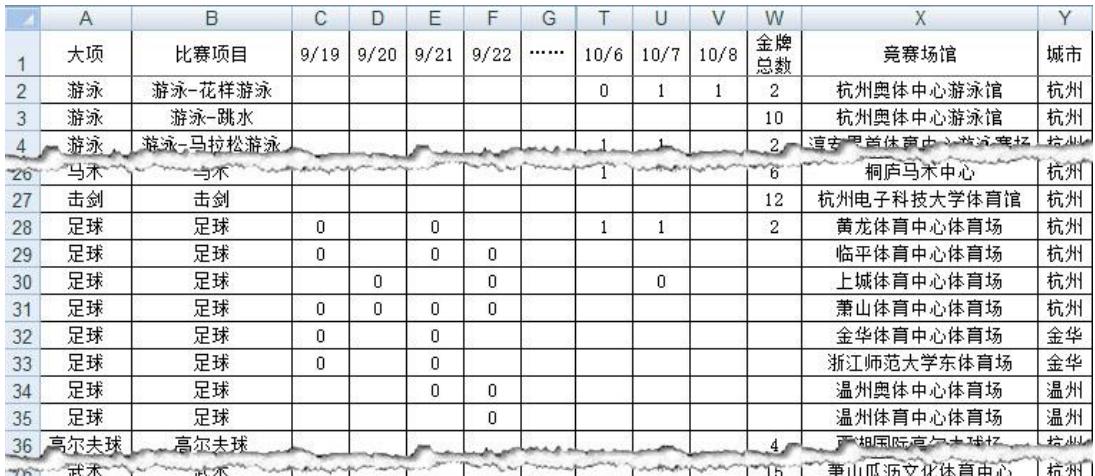 A B C D E F G T U V W X Y
1 大项 比赛项目 9/19 9/20 9/21 9/22 …… 10/6 10/7 10/8 金牌总数 竞赛场馆 城市
2 游泳 游泳-花样游泳 0 1 1 2 杭州奥体中心游泳馆 杭州
3 游泳 游泳-跳水 10 杭州奥体中心游泳馆 杭州
4 游泳 游泳-马拉松游泳 1 1 2
26 马术 马术 1 6 桐庐马术中心 杭州
27 击剑 击剑 12 杭州电子科技大学体育馆 杭州
28 足球 足球 0 0 1 1 2 黄龙体育中心体育场 杭州
29 足球 足球 0 0 0 临平体育中心体育场 杭州
30 足球 足球 0 0 0 上城体育中心体育场 杭州
31 足球 足球 0 0 0 0 萧山体育中心体育场 杭州
32 足球 足球 0 0 金华体育中心体育场 金华
33 足球 足球 0 0 浙江师范大学东体育场 金华
34 足球 足球 0 0 温州奥体中心体育场 温州
35 足球 足球 0 温州体育中心体育场 温州
36 高尔夫球 高尔夫球 4 杭州
武术 武术 15 萧山瓜沥文化体育中心 杭州